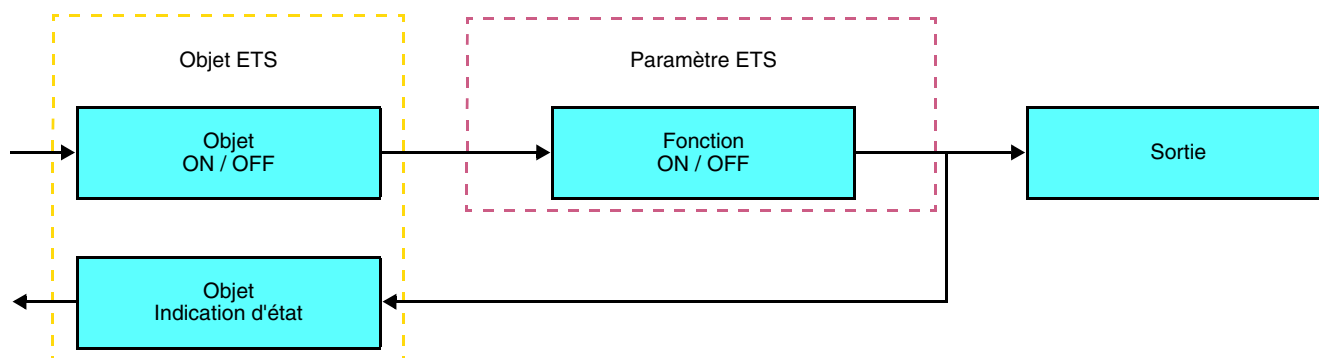 Objet ETS
Paramètre ETS
Objet
ON / OFF
Fonction
ON / OFF
Sortie
Objet
Indication d'état